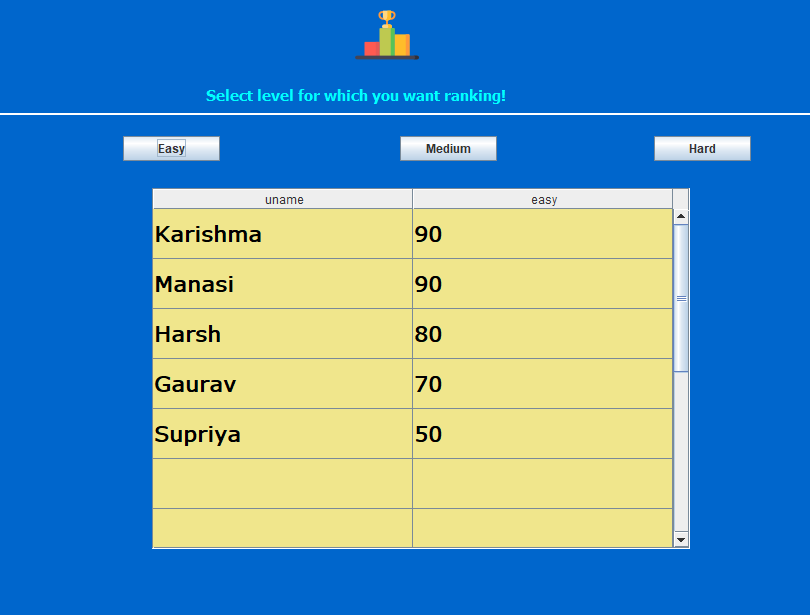 Select level for which you want ranking!
Easy Medium Hard
uname easy
Karishma 90
Manasi 90
Harsh 80
Gaurav 70
Supriya 50